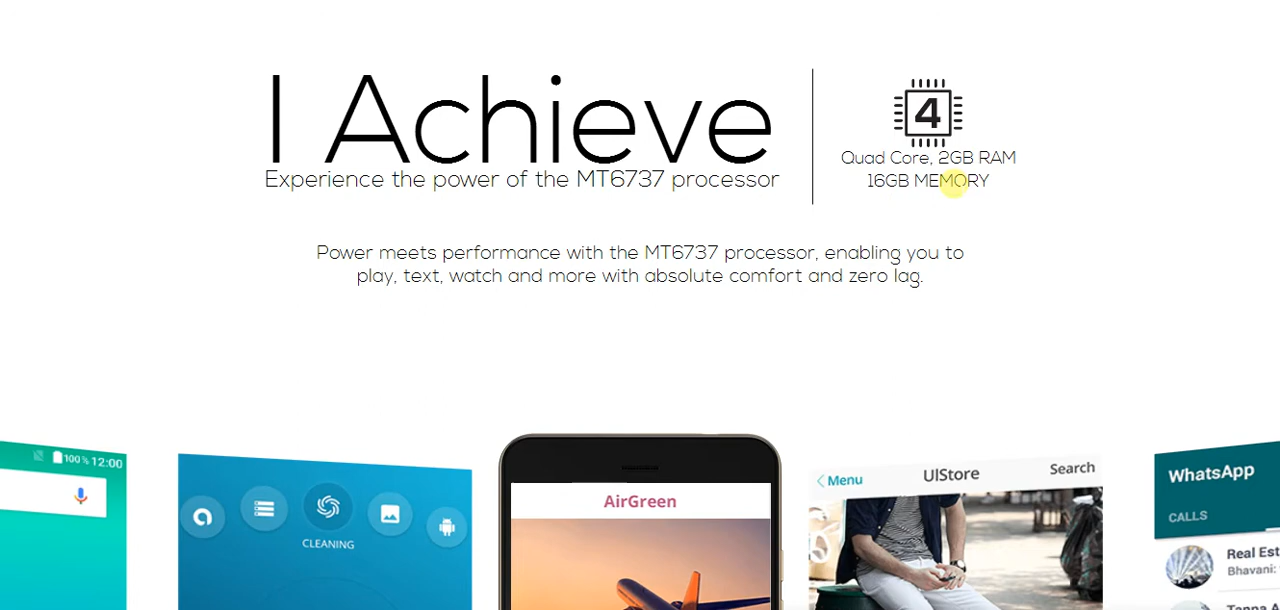 I Achieve
Experience the power of the MT6737 processor
4
Quad Core, 2GB RAM
16GB MEMORY
Power meets performance with the MT6737 processor, enabling you to
play, text, watch and more with absolute comfort and zero lag.
100% 12:00
CLEANING
AirGreen
Menu
UIStore
Search
WhatsApp
CALLS
Real Est
Bhavani: